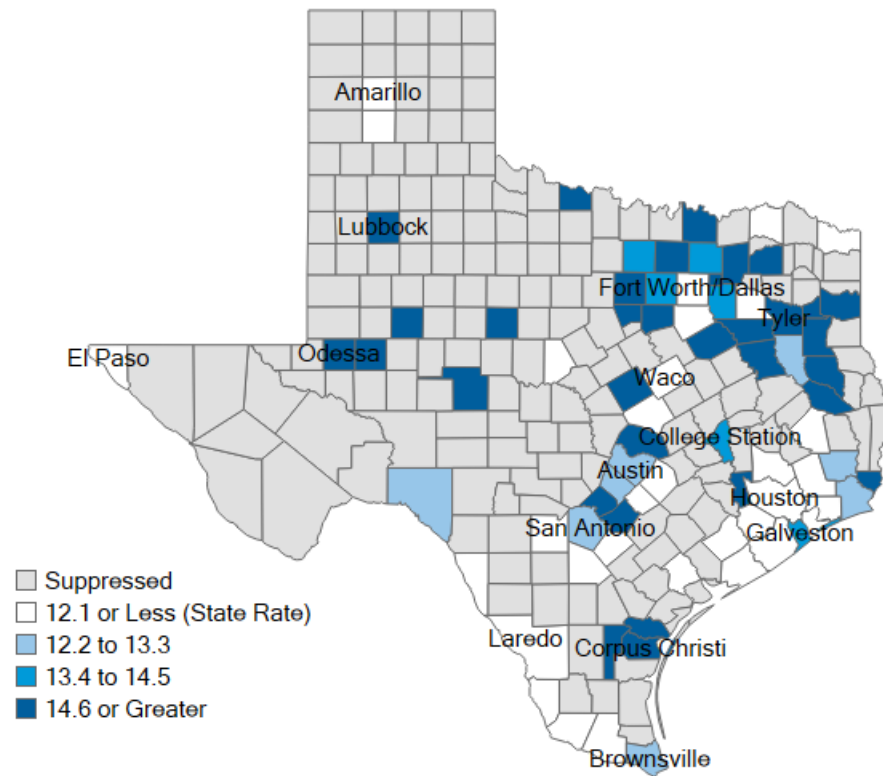 Amarillo
Lubbock
Fort Worth/Dallas
Tyler
El Paso
Odessa
Waco
College Station
Austin
Houston
San Antonio
Galveston
Suppressed
12.1 or Less (State Rate)
12.2 to 13.3
Laredo
Corpus Christi
13.4 to 14.5
14.6 or Greater
Brownsville